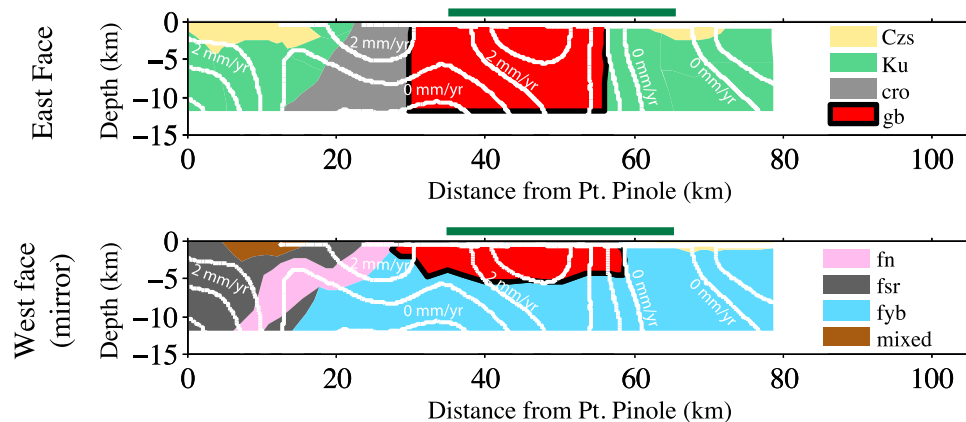 East Face
Depth (km)
0
−5
−10
−15
2 mm/yr
2 mm/yr
0 mm/yr
2 mm/yr
0 mm/yr
0 mm/yr
Czs
Ku
cro
gb
0 20 40 60 80 100
Distance from Pt. Pinole (km)
West face
(mirror)
Depth (km)
0
−5
−10
−15
2 mm/yr
2 mm/yr
0 mm/yr
2 mm/yr
0 mm/yr
0 mm/yr
fn
fsr
fyb
mixed
0 20 40 60 80 100
Distance from Pt. Pinole (km)